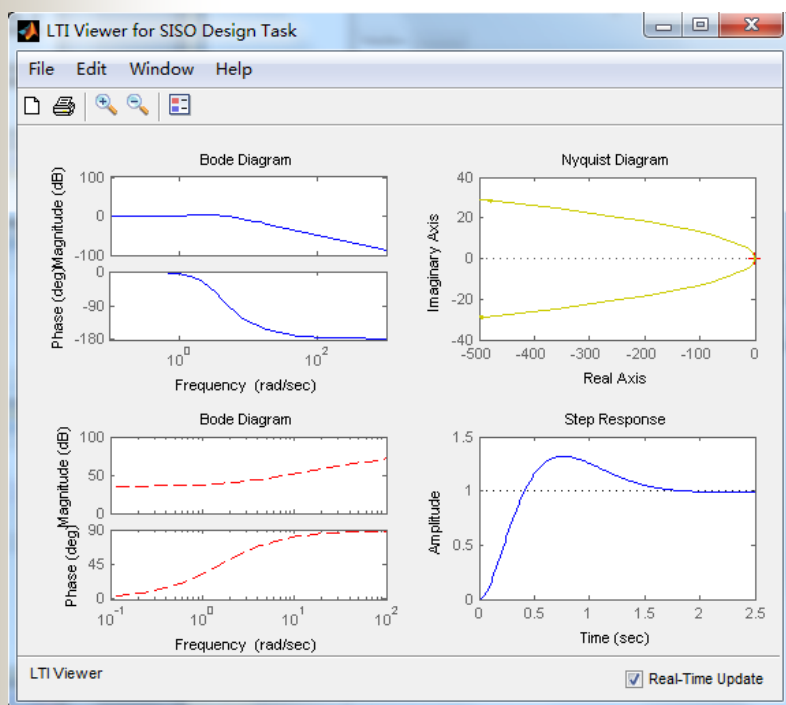 LTI Viewer for SISO Design Task
File Edit Window Help
Bode Diagram
Magnitude (dB)
100
0
-100
Phase (deg)
0
-90
-180
10^0 10^2
Frequency (rad/sec)
Nyquist Diagram
Imaginary Axis
40
20
0
-20
-40
-500 -400 -300 -200 -100 0
Real Axis
Bode Diagram
Magnitude (dB)
100
50
0
Phase (deg)
90
45
0
10^-1 10^0 10^1 10^2
Frequency (rad/sec)
Step Response
Amplitude
1.5
1
0.5
0
0 0.5 1 1.5 2 2.5
Time (sec)
LTI Viewer
Real-Time Update